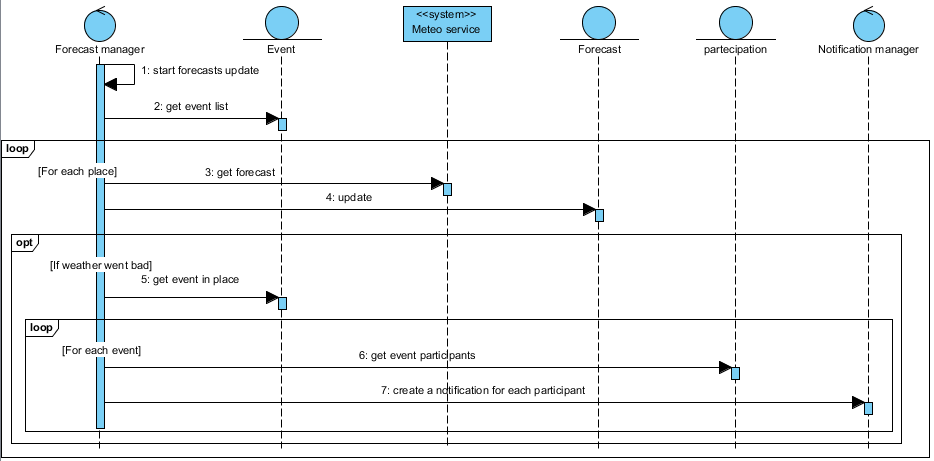 <<system>>
Meteo service
Forecast manager
Event
Forecast
partecipation
Notification manager
1: start forecasts update
2: get event list
loop
[For each place]
3: get forecast
4: update
opt
[If weather went bad]
5: get event in place
loop
[For each event]
6: get event participants
7: create a notification for each participant